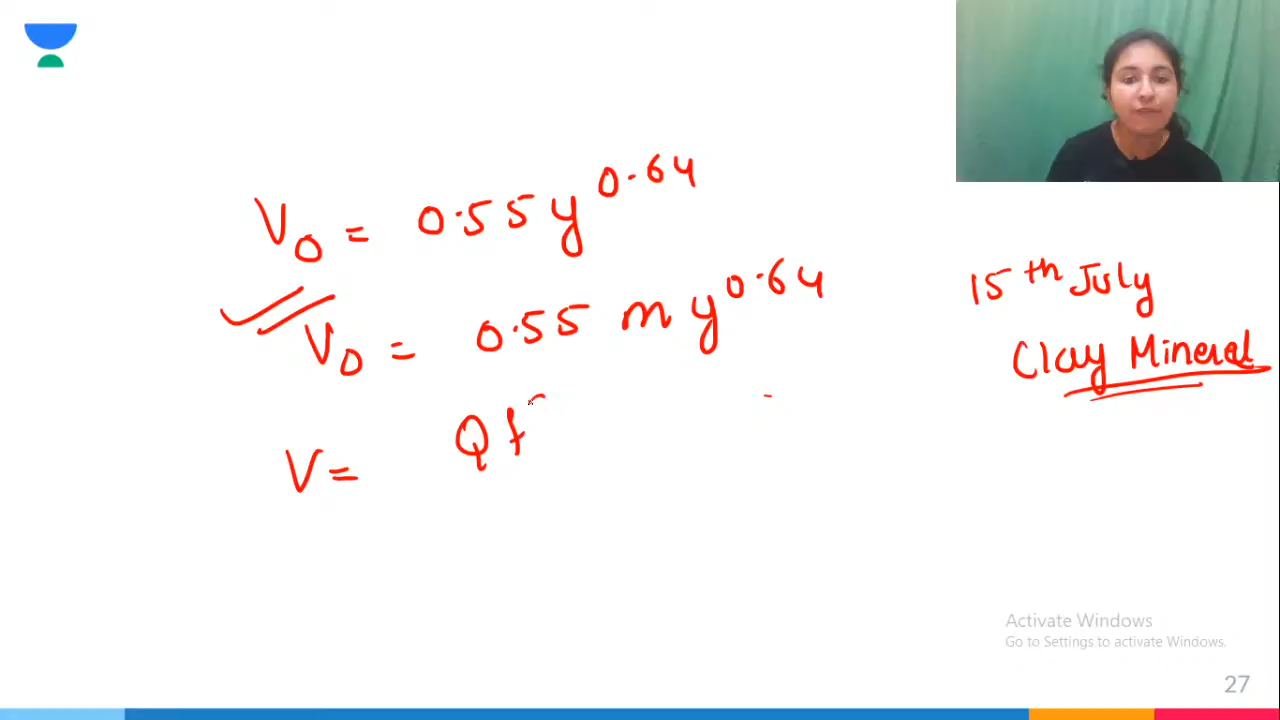 V₀ = 0.55 y^0.64
V₀ = 0.55 m y^0.64
V = Qf
15th July
Clay Mineral
Activate Windows
Go to Settings to activate Windows.
27